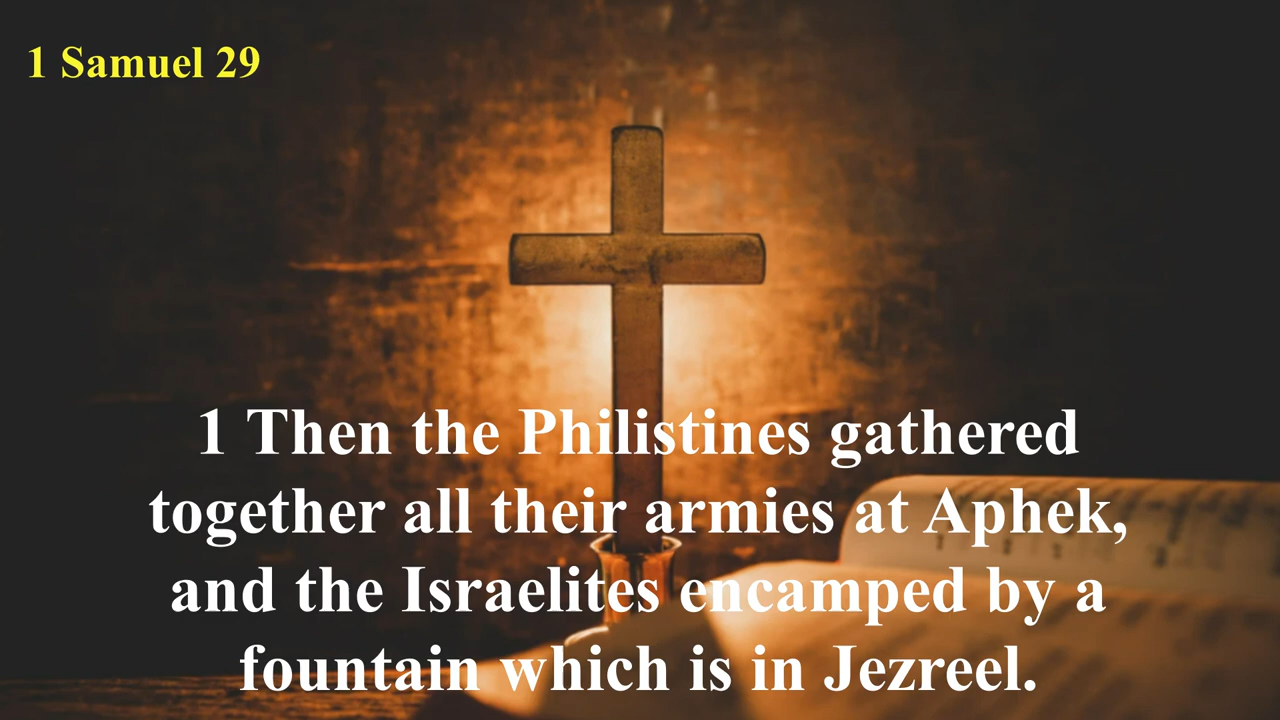 1 Samuel 29
1 Then the Philistines gathered
together all their armies at Aphek,
and the Israelites encamped by a
fountain which is in Jezreel.